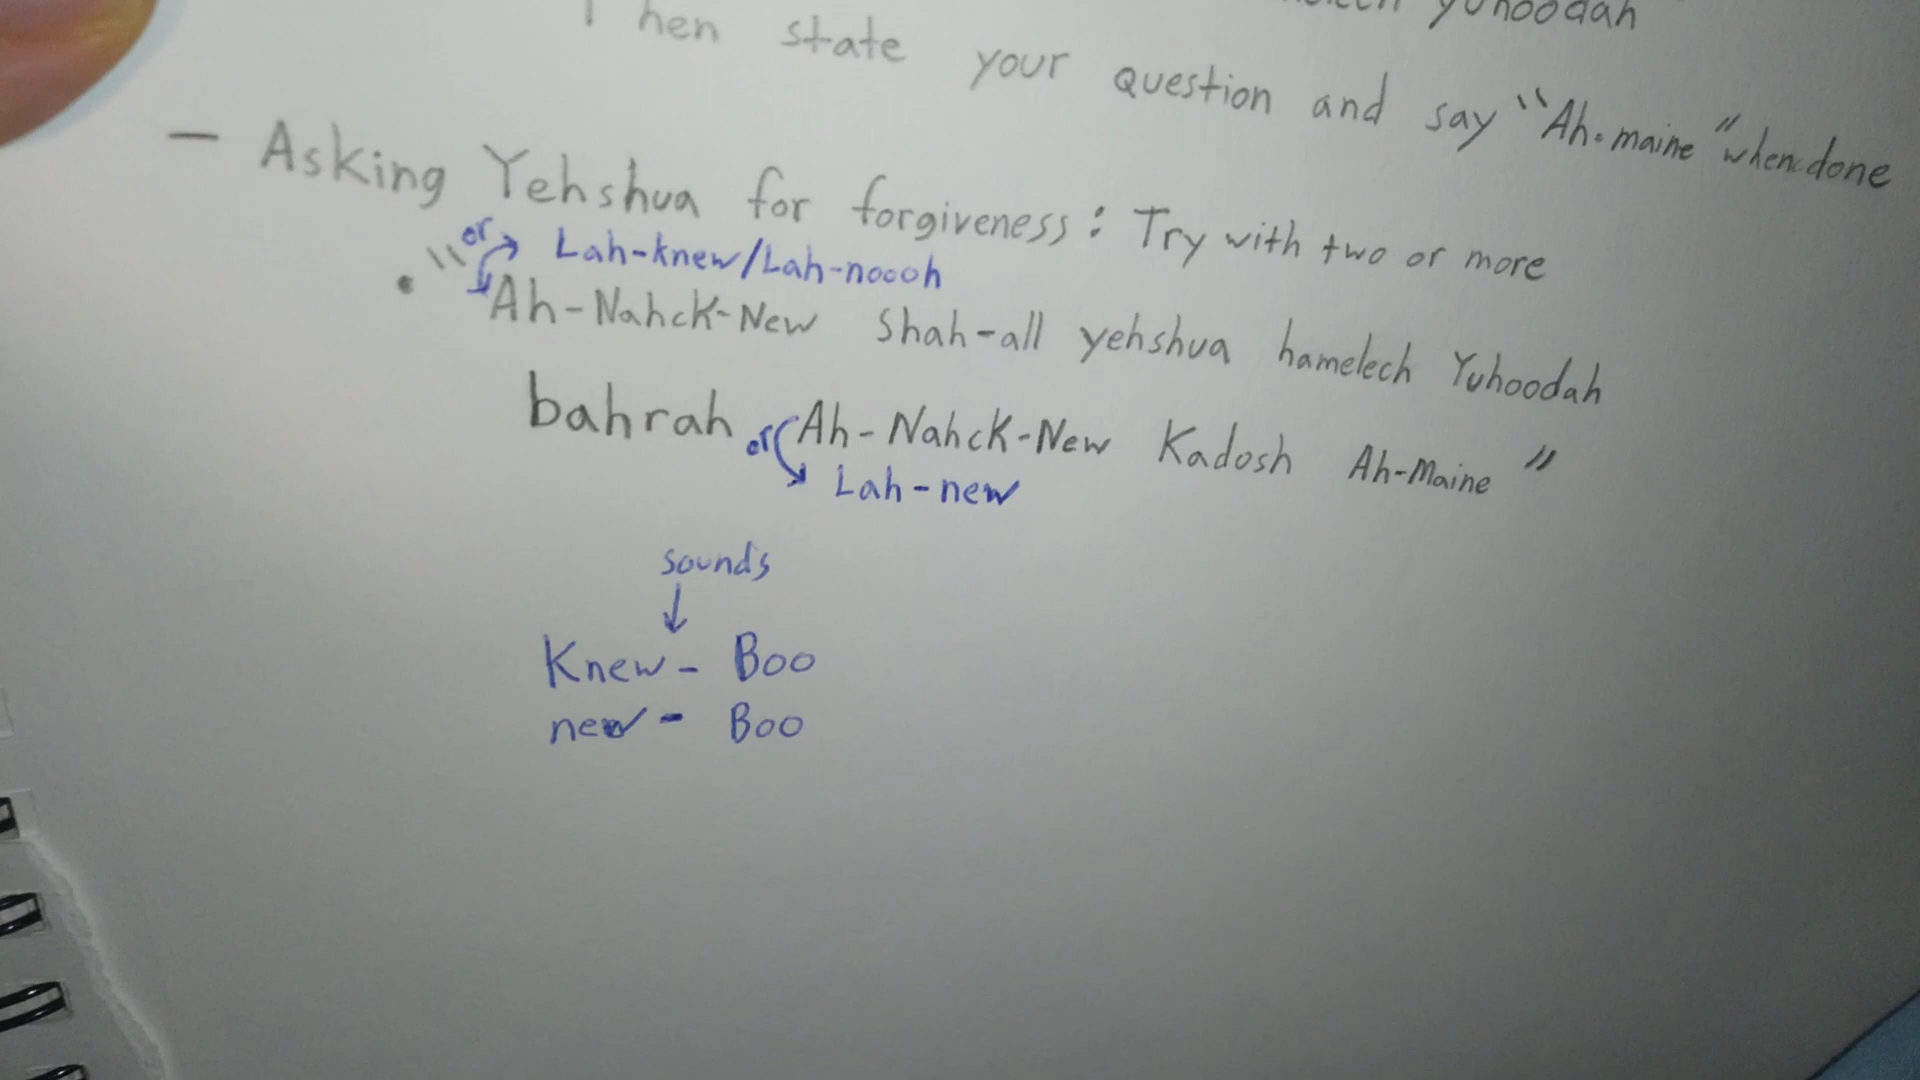 Yuhoodah
Then state your question and say "Ah-maine" when done
- Asking Yehshua for forgiveness: Try with two or more
or Lah-knew/Lah-noooh
• "Ah-Nahck-New Shah-all yehshua hamelech Yuhoodah
bahrah or Ah-Nahck-New Kadosh Ah-Maine"
Lah-new
sounds
Knew - Boo
new - Boo